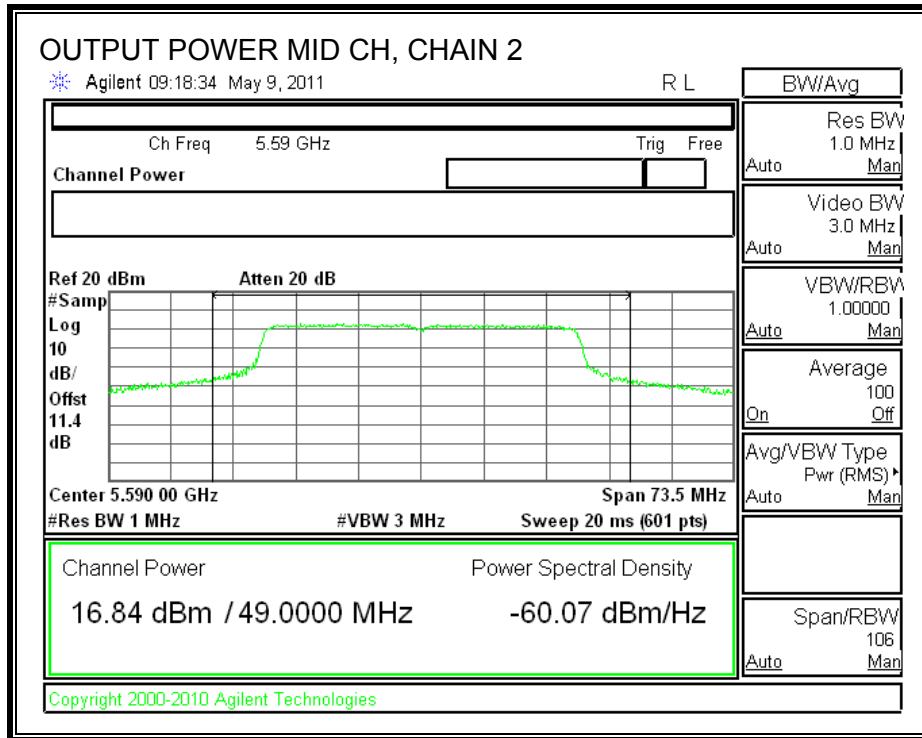 OUTPUT POWER MID CH, CHAIN 2
Agilent 09:18:34 May 9, 2011 R L
Ch Freq 5.59 GHz Trig Free
Channel Power
Ref 20 dBm Atten 20 dB
#Samp
Log
10
dB/
Offst
11.4
dB
Center 5.590 00 GHz Span 73.5 MHz
#Res BW 1 MHz #VBW 3 MHz Sweep 20 ms (601 pts)
Channel Power Power Spectral Density
16.84 dBm / 49.0000 MHz -60.07 dBm/Hz
Copyright 2000-2010 Agilent Technologies
BW/Avg
Res BW
1.0 MHz
Auto Man
Video BW
3.0 MHz
Auto Man
VBW/RBW
1.00000
Auto Man
Average
100
On Off
Avg/VBW Type
Pwr (RMS)
Auto Man
Span/RBW
106
Auto Man